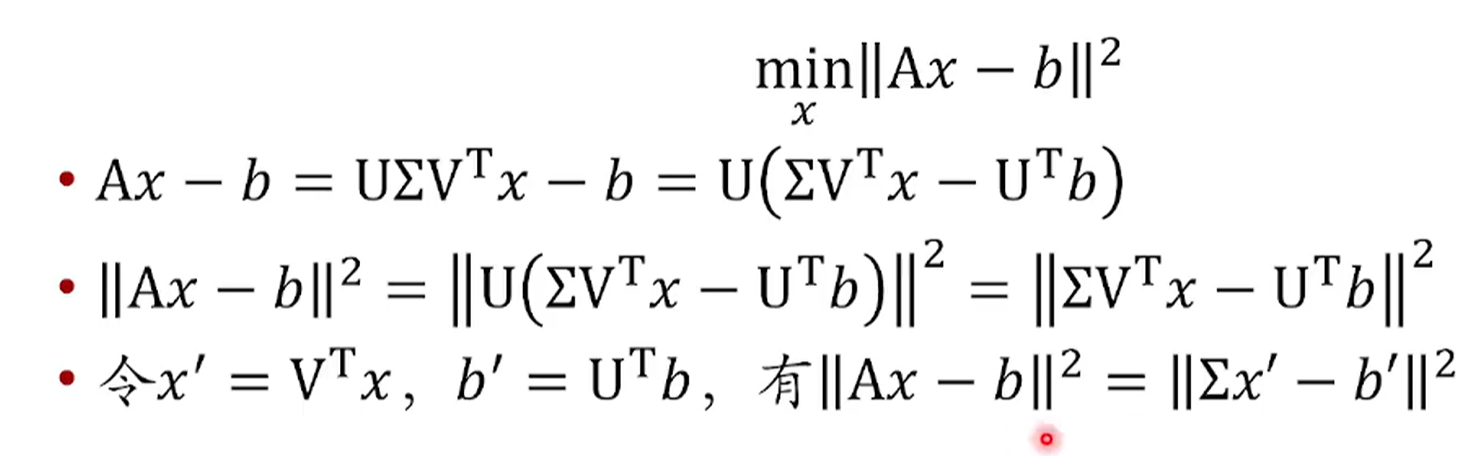 min‖Ax − b‖²
x
• Ax − b = UΣVᵀx − b = U(ΣVᵀx − Uᵀb)
• ‖Ax − b‖² = ‖U(ΣVᵀx − Uᵀb)‖² = ‖ΣVᵀx − Uᵀb‖²
• 令x′ = Vᵀx，b′ = Uᵀb，有‖Ax − b‖² = ‖Σx′ − b′‖²